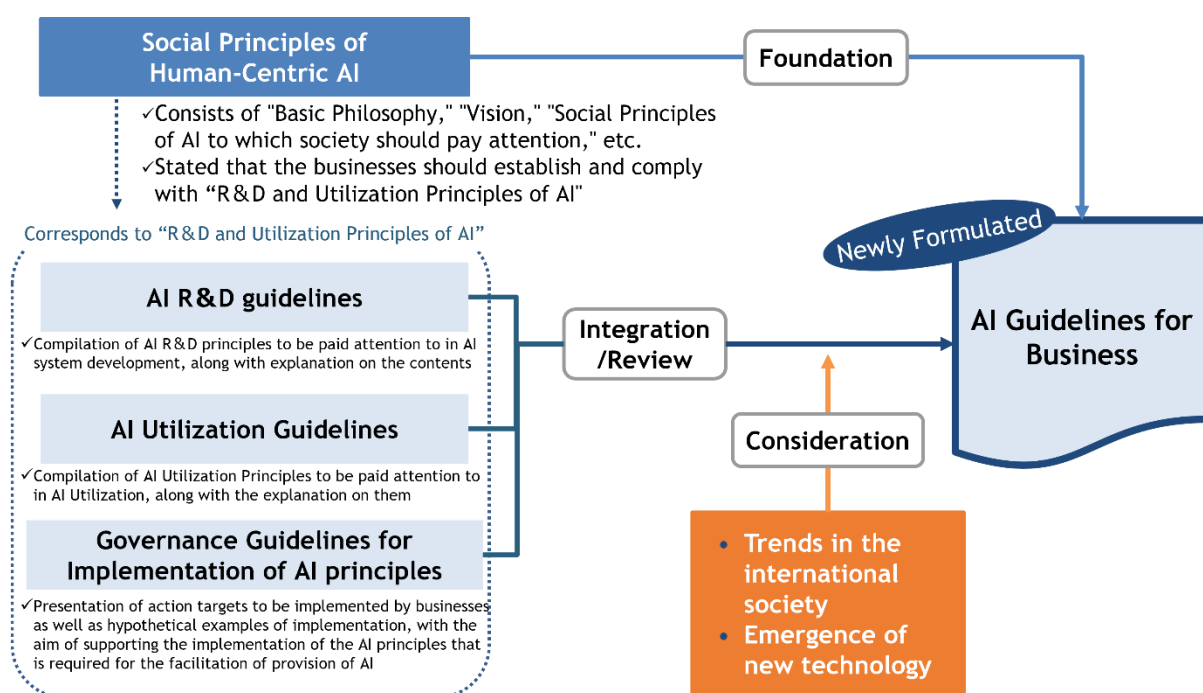 Social Principles of
Human-Centric AI
Foundation
✓Consists of "Basic Philosophy," "Vision," "Social Principles
of AI to which society should pay attention," etc.
✓Stated that the businesses should establish and comply
with “R&D and Utilization Principles of AI"
Corresponds to “R&D and Utilization Principles of AI”
Newly Formulated
AI R&D guidelines
✓Compilation of AI R&D principles to be paid attention to in AI
system development, along with explanation on the contents
Integration
/Review
AI Guidelines for
Business
AI Utilization Guidelines
✓Compilation of AI Utilization Principles to be paid attention to
in AI Utilization, along with the explanation on them
Consideration
Governance Guidelines for
Implementation of AI principles
✓Presentation of action targets to be implemented by businesses
as well as hypothetical examples of implementation, with the
aim of supporting the implementation of the AI principles that
is required for the facilitation of provision of AI
• Trends in the
international
society
• Emergence of
new technology